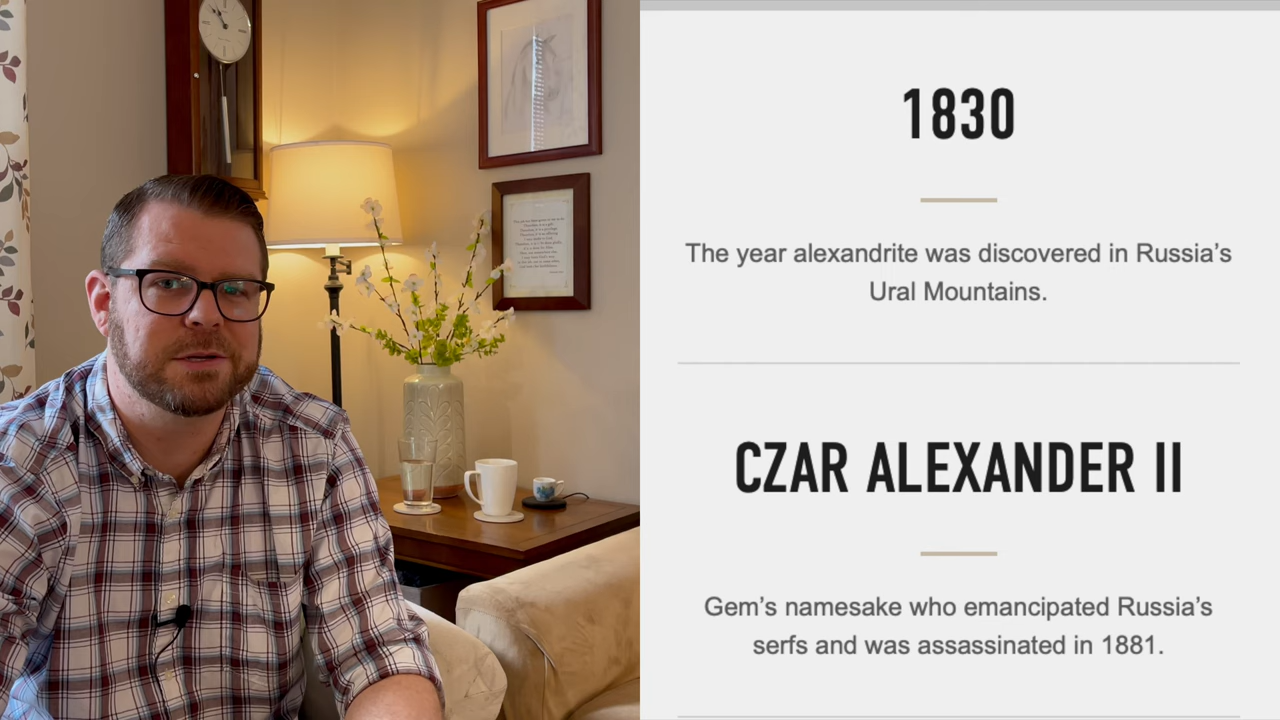 1830
The year alexandrite was discovered in Russia’s
Ural Mountains.
CZAR ALEXANDER II
Gem’s namesake who emancipated Russia’s
serfs and was assassinated in 1881.